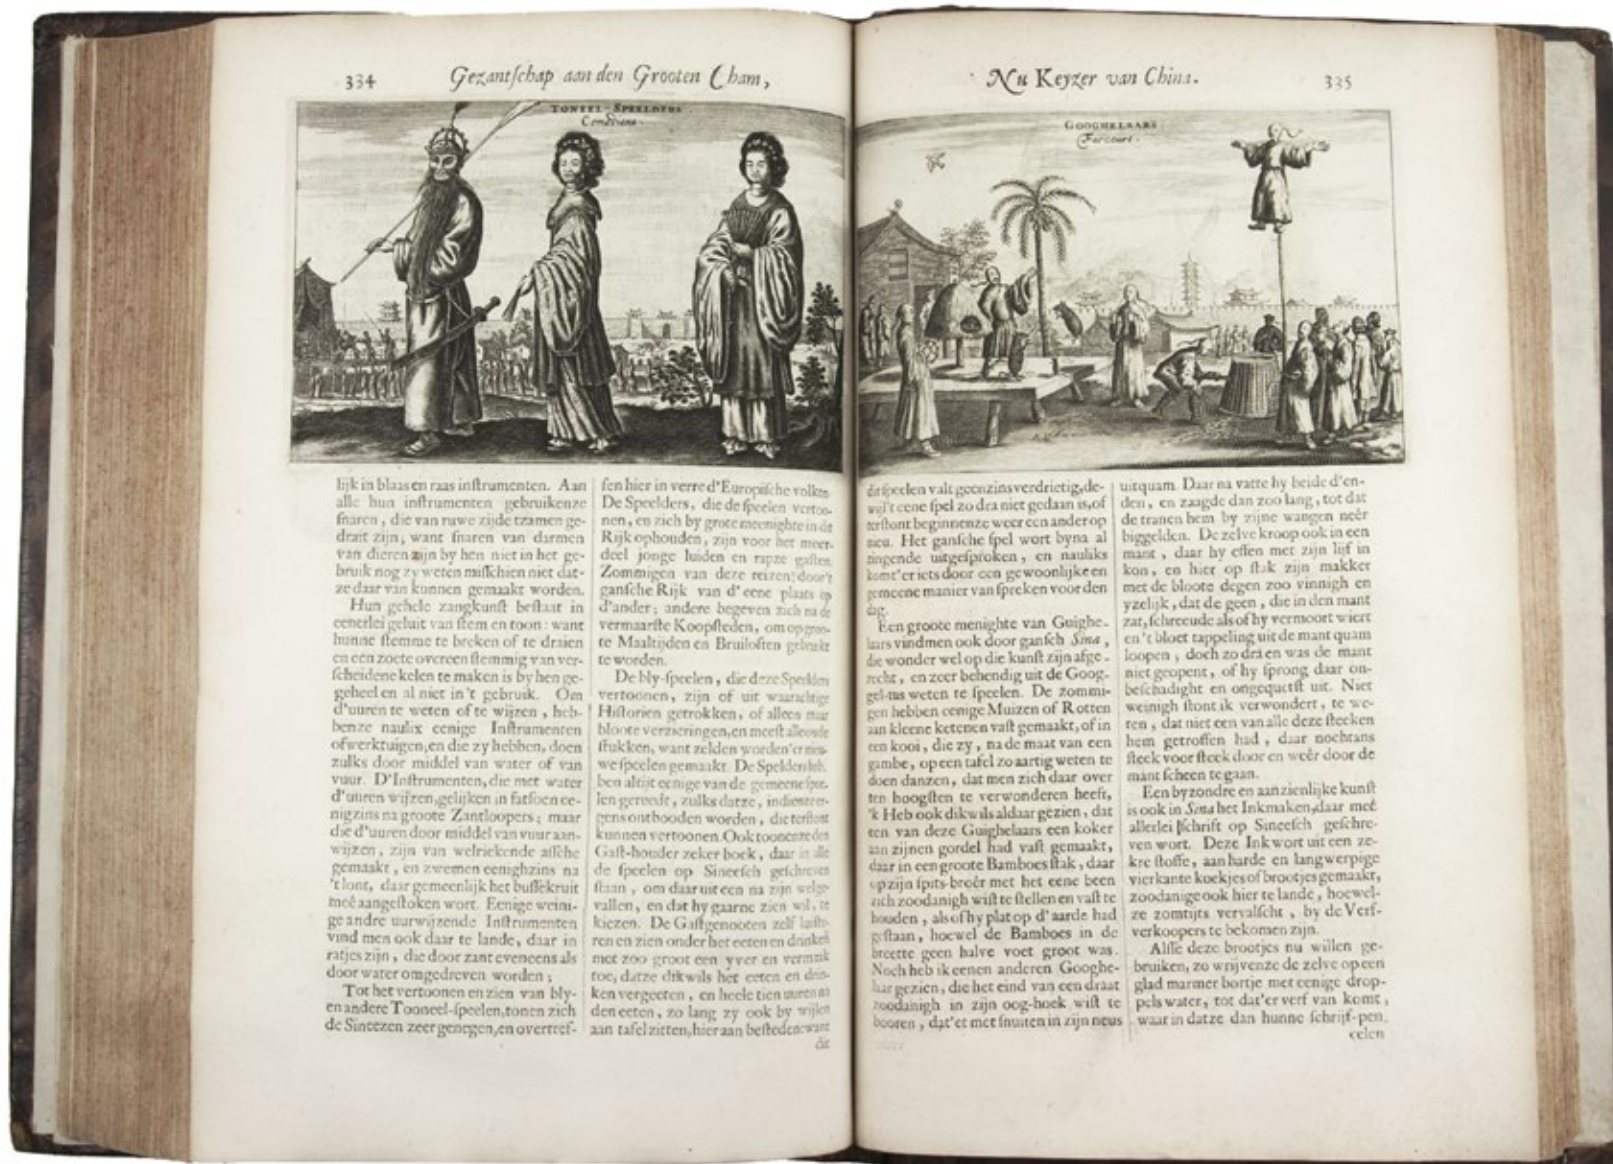 334
Gezantſchap aan den Grooten Cham,
TONEEL-SPEELDERS.
Comediens.
lijk in blaas en raas inſtrumenten. Aan
alle hun inſtrumenten gebruikenze
ſnaren, die van ruwe zijde tzamen ge-
drait zijn; want ſnaren van darmen
van dieren zijn by hen niet in het ge-
bruik nog zy weten miſſchien niet dat-
ze daar van kunnen gemaakt worden.
Hun gehele zangkunſt beſtaat in
eenerlei geluit van ſtem en toon: want
hunne ſtemme te breken of te draien
en een zoete overeen ſtemmig van ver-
ſcheidene kelen te maken is by hen ge-
geheel en al niet in 't gebruik. Om
d'uuren te weten of te wijzen, heb-
benze naulix eenige Inſtrumenten
of werktuigen; en die zy hebben, doen
zulks door middel van water of van
vuur. D'Inſtrumenten, die met water
d'uuren wijzen, gelijken in fatſoen ee-
nigzins na groote Zantloopers; maar
die d'uuren door middel van vuur aan-
wijzen, zijn van welriekende aſſche
gemaakt, en zwemen eenighzins na
't lont, daar gemeenlijk het buſſekruit
meê aangeſtoken wort. Eenige weini-
ge andre uurwijzende Inſtrumenten
vind men ook daar te lande, daar in
ratjes zijn, die door zant eveneens als
door water omgedreven worden;
Tot het vertoonen en zien van bly-
en andere Tooneel-ſpeelen, tonen zich
de Sineezen zeer genegen, en overtref-
ſen hier in verre d'Europiſche volken
De Speelders, die de ſpeelen vertoo-
nen, en zich by grote meenighte in dit
Rijk ophouden, zijn voor het meer-
deel jonge luiden en rapze gaſten.
Zommigen van deze reizen door't
ganſche Rijk van d'eene plaats op
d'ander; andere begeven zich na de
vermaarſte Koopſteden, om op groo-
te Maaltijden en Bruiloften gebruikt
te worden.
De bly-ſpeelen, die deze Speelders
vertoonen, zijn of uit waarachtige
Hiſtorien getrokken, of alleen maar
bloote verzieringen, en meeſt alle oude
ſtukken, want zelden worden'er nieu-
we ſpeelen gemaakt. De Spelders heb-
ben altijt eenige van de gemeene ſpee-
len gereedt, zulks datze, indienze er-
gens ontbooden worden, die terſtont
kunnen vertoonen. Ook toonenze den
Gaſt-houder zeker boek, daar in alle
de ſpeelen op Sineeſch geſchreven
ſtaan, om daar uit een na zijn welge-
vallen, en dat hy gaarne zien wil, te
kiezen. De Gaſtgenooten zelf luiſte-
ren en zien onder het eeten en drinken
met zoo groot een yver en vermaak
toe, datze dikwils het eeten en drin-
ken vergeeten, en heele tien uuren na
den eeten, zo lang zy ook by wijlen
aan tafel zitten, hier aan beſteden: want
dit
Nu Keyzer van China.
335
GOOGHELAARS.
Farceurs.
dit ſpeelen valt geenzins verdrietig, de-
wijl't eene ſpel zo dra niet gedaan is, of
terſtont beginnenze weer een ander op
nieu. Het ganſche ſpel wort byna al
zingende uitgeſproken, en nauliks
komt'er iets door een gewoonlijke en
gemeene manier van ſpreken voor den
dag.
Een groote menighte van Guighe-
laars vind men ook door ganſch Sina,
die wonder wel op die kunſt zijn afge-
recht, en zeer behendig uit de Goog-
gel-tas weten te ſpeelen. De zommi-
gen hebben eenige Muizen of Rotten
aan kleene ketenen vaſt gemaakt, of in
een kooi, die zy, na de maat van een
gambe, op een tafel zo aartig weten te
doen danzen, dat men zich daar over
ten hoogſten te verwonderen heeft,
'k Heb ook dikwils aldaar gezien, dat
een van deze Guighelaars een koker
aan zijnen gordel had vaſt gemaakt,
daar in een groote Bamboes ſtak, daar
op zijn ſpits-broêr met het eene been
zich zoodanigh wiſt te ſtellen en vaſt te
houden, als of hy plat op d'aarde had
geſtaan, hoewel de Bamboes in de
breette geen halve voet groot was.
Noch heb ik eenen anderen Googhe-
laar gezien, die het eind van een draat
zoodanigh in zijn oog-hoek wiſt te
booren, dat'et met ſnuiten in zijn neus
uitquam. Daar na vatte hy beide d'en-
den, en zaagde dan zoo lang, tot dat
de tranen hem by zijne wangen neêr
biggelden. De zelve kroop ook in een
mant, daar hy eſſen met zijn lijf in
kon, en hier op ſtak zijn makker
met de bloote degen zoo vinnigh en
yzelijk, dat de geen, die in den mant
zat, ſchreeude als of hy vermoort wiert
en 't bloet tappeling uit de mant quam
loopen; doch zo dra en was de mant
niet geopent, of hy ſprong daar on-
beſchadight en ongequetſt uit. Niet
weinigh ſtont ik verwondert, te we-
ten, dat niet een van alle deze ſteeken
hem getroffen had, daar nochtans
ſteek voor ſteek door en weêr door de
mant ſcheen te gaan.
Een byzondre en aanzienlijke kunſt
is ook in Sina het Inkmaken, daar meê
allerlei ſchrift op Sineeſch geſchre-
ven wort. Deze Ink wort uit een ze-
kre ſtoffe, aan harde en langwerpige
vierkante koekjes of brootjes gemaakt,
zoodanige ook hier te lande, hoewel-
ze zomtijts vervalſcht, by de Verf-
verkoopers te bekomen zijn.
Alſſe deze brootjes nu willen ge-
bruiken, zo wrijvenze de zelve op een
glad marmer bortje met eenige drop-
pels water, tot dat'er verf van komt,
waar in datze dan hunne ſchrijf-pen
celen